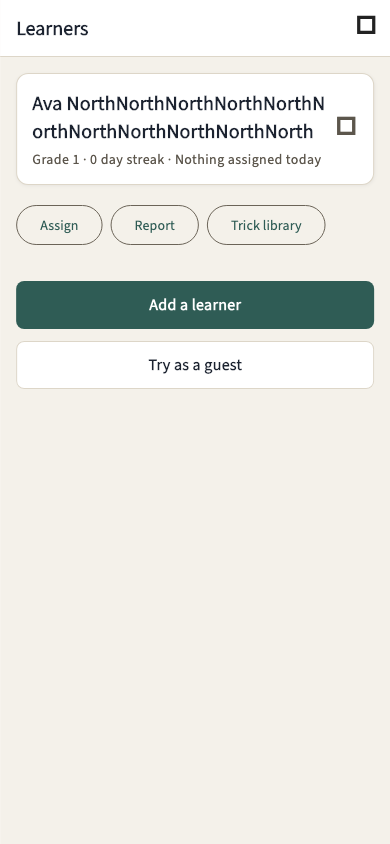 Learners
Ava NorthNorthNorthNorthNorthN
orthNorthNorthNorthNorthNorth
Grade 1 · 0 day streak · Nothing assigned today
Assign
Report
Trick library
Add a learner
Try as a guest